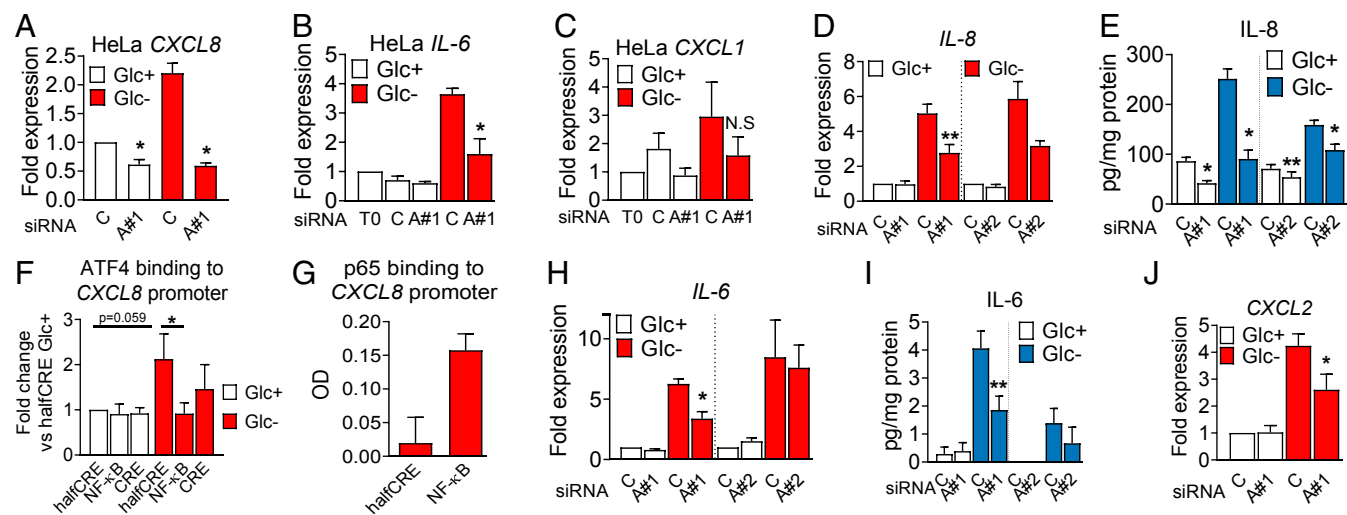 A
HeLa CXCL8
Fold expression
2.5
2.0
1.5
1.0
0.5
0.0
Glc+
Glc-
*
*
siRNA
C
A#1
C
A#1
B
HeLa IL-6
Fold expression
5
4
3
2
1
0
Glc+
Glc-
*
siRNA
T0
C
A#1
C
A#1
C
HeLa CXCL1
Fold expression
5
4
3
2
1
0
Glc+
Glc-
N.S
siRNA
T0
C
A#1
C
A#1
D
IL-8
Fold expression
8
6
4
2
0
Glc+
Glc-
**
siRNA
C
A#1
C
A#1
C
A#2
C
A#2
E
IL-8
pg/mg protein
300
200
100
0
Glc+
Glc-
*
*
**
*
siRNA
C
A#1
C
A#1
C
A#2
C
A#2
F
ATF4 binding to
CXCL8 promoter
Fold change
vs halfCRE Glc+
3
2
1
0
p=0.059
*
Glc+
Glc-
halfCRE
NF-κB
CRE
halfCRE
NF-κB
CRE
G
p65 binding to
CXCL8 promoter
OD
0.20
0.15
0.10
0.05
0.00
halfCRE
NF-κB
H
IL-6
Fold expression
10
5
0
Glc+
Glc-
*
siRNA
C
A#1
C
A#1
C
A#2
C
A#2
I
IL-6
pg/mg protein
6
5
4
3
2
1
0
Glc+
Glc-
**
siRNA
C
A#1
C
A#1
C
A#2
C
A#2
J
CXCL2
Fold expression
5
4
3
2
1
0
Glc+
Glc-
*
siRNA
C
A#1
C
A#1